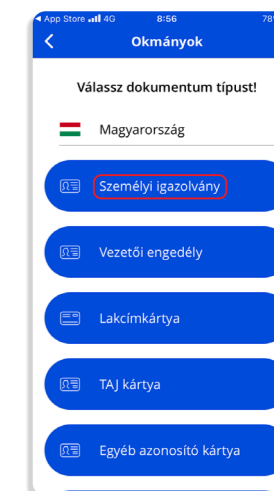 App Store 4G 8:56 78
Okmányok
Válassz dokumentum típust!
Magyarország
Személyi igazolvány
Vezetői engedély
Lakcímkártya
TAJ kártya
Egyéb azonosító kártya